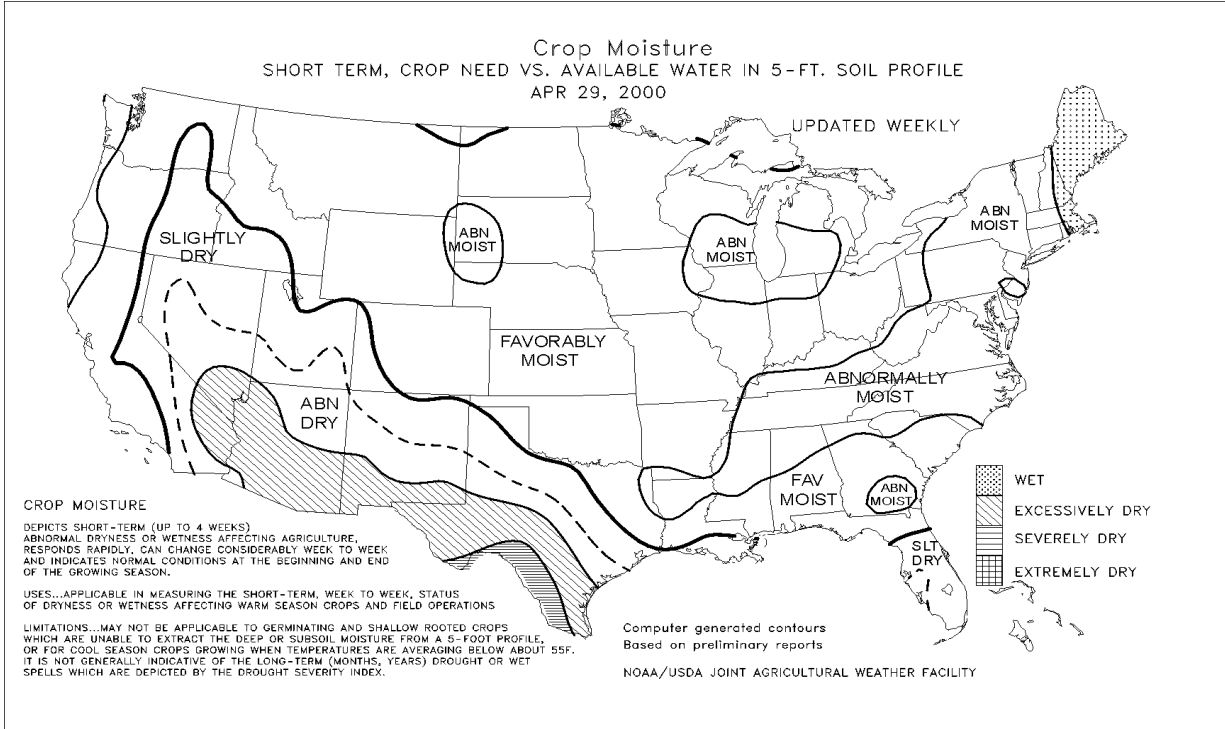 Crop Moisture
SHORT TERM, CROP NEED VS. AVAILABLE WATER IN 5-FT. SOIL PROFILE
APR 29, 2000
UPDATED WEEKLY
SLIGHTLY
DRY
ABN
MOIST
ABN
MOIST
ABN
MOIST
FAVORABLY
MOIST
ABNORMALLY
MOIST
ABN
DRY
FAV
MOIST
ABN
MOIST
SLT
DRY
WET
EXCESSIVELY DRY
SEVERELY DRY
EXTREMELY DRY
CROP MOISTURE
DEPICTS SHORT-TERM (UP TO 4 WEEKS)
ABNORMAL DRYNESS OR WETNESS AFFECTING AGRICULTURE,
RESPONDS RAPIDLY, CAN CHANGE CONSIDERABLY WEEK TO WEEK
AND INDICATES NORMAL CONDITIONS AT THE BEGINNING AND END
OF THE GROWING SEASON.
USES...APPLICABLE IN MEASURING THE SHORT-TERM, WEEK TO WEEK, STATUS
OF DRYNESS OR WETNESS AFFECTING WARM SEASON CROPS AND FIELD OPERATIONS
LIMITATIONS...MAY NOT BE APPLICABLE TO GERMINATING AND SHALLOW ROOTED CROPS
WHICH ARE UNABLE TO EXTRACT THE DEEP OR SUBSOIL MOISTURE FROM A 5-FOOT PROFILE,
OR FOR COOL SEASON CROPS GROWING WHEN TEMPERATURES ARE AVERAGING BELOW ABOUT 55F.
IT IS NOT GENERALLY INDICATIVE OF THE LONG-TERM (MONTHS, YEARS) DROUGHT OR WET
SPELLS WHICH ARE DEPICTED BY THE DROUGHT SEVERITY INDEX.
Computer generated contours
Based on preliminary reports
NOAA/USDA JOINT AGRICULTURAL WEATHER FACILITY